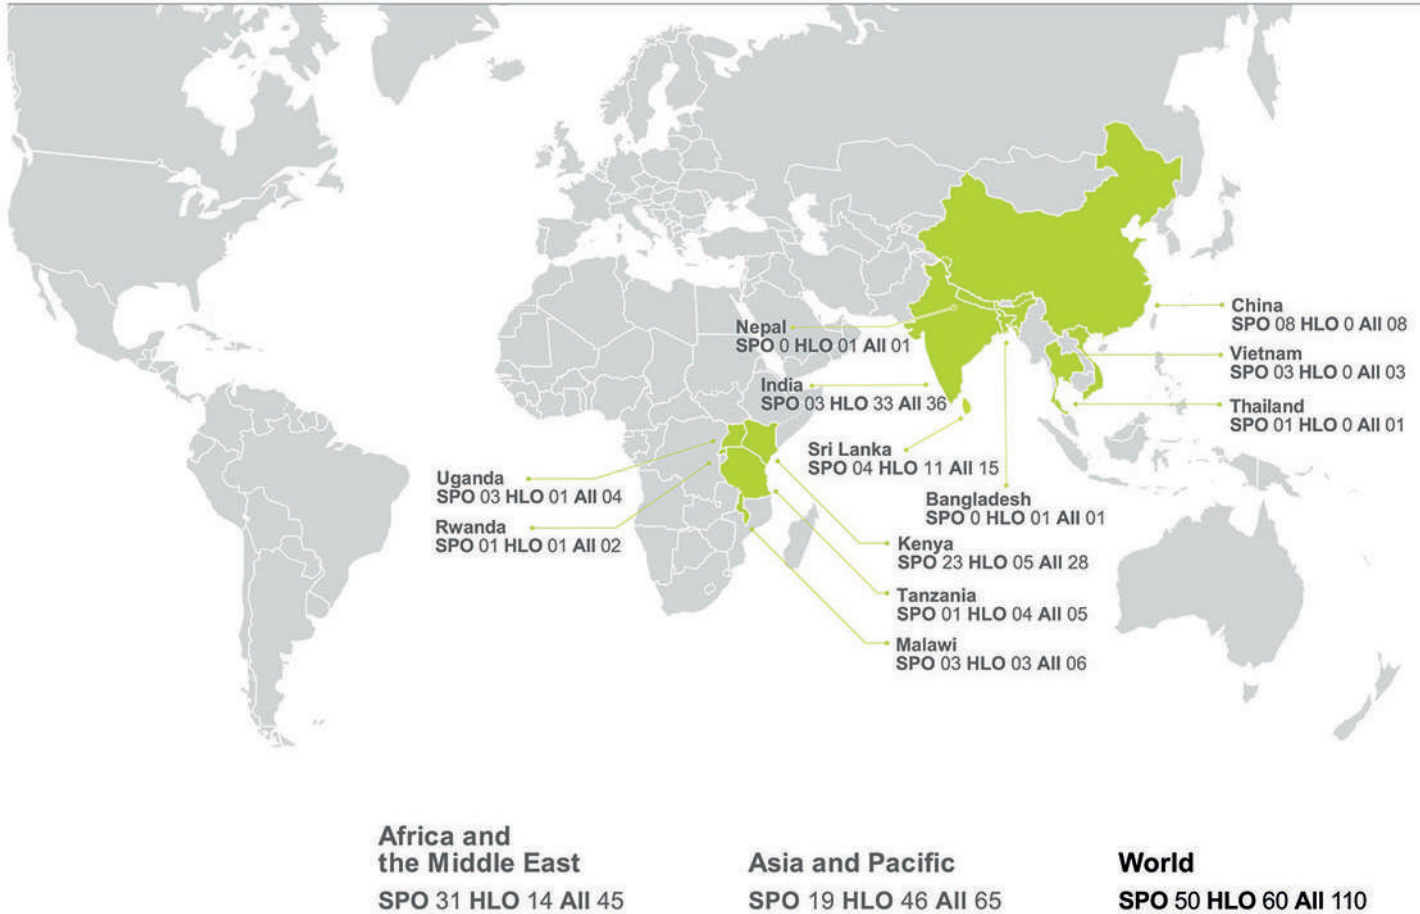 China
SPO 08 HLO 0 All 08
Nepal
SPO 0 HLO 01 All 01
Vietnam
SPO 03 HLO 0 All 03
India
SPO 03 HLO 33 All 36
Thailand
SPO 01 HLO 0 All 01
Sri Lanka
SPO 04 HLO 11 All 15
Uganda
SPO 03 HLO 01 All 04
Bangladesh
SPO 0 HLO 01 All 01
Rwanda
SPO 01 HLO 01 All 02
Kenya
SPO 23 HLO 05 All 28
Tanzania
SPO 01 HLO 04 All 05
Malawi
SPO 03 HLO 03 All 06
Africa and
the Middle East
SPO 31 HLO 14 All 45
Asia and Pacific
SPO 19 HLO 46 All 65
World
SPO 50 HLO 60 All 110